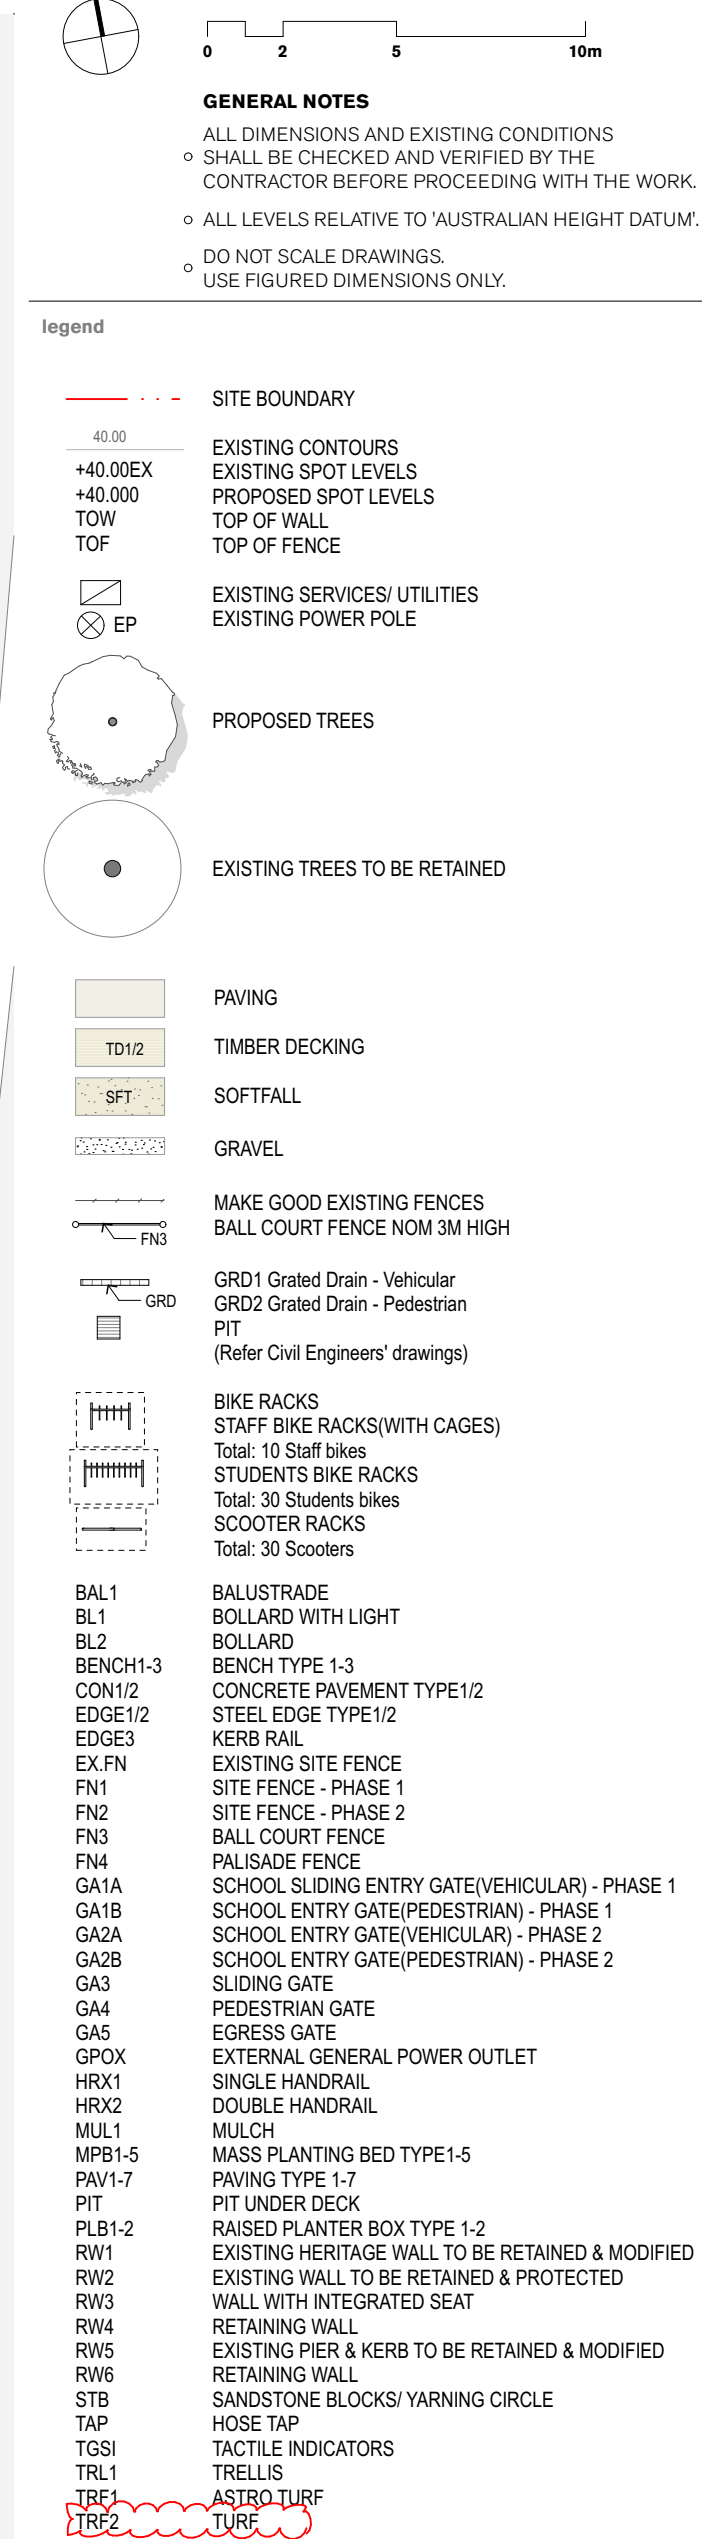 0 2 5 10m
GENERAL NOTES
ALL DIMENSIONS AND EXISTING CONDITIONS
SHALL BE CHECKED AND VERIFIED BY THE
CONTRACTOR BEFORE PROCEEDING WITH THE WORK.
ALL LEVELS RELATIVE TO 'AUSTRALIAN HEIGHT DATUM'.
DO NOT SCALE DRAWINGS.
USE FIGURED DIMENSIONS ONLY.
legend
SITE BOUNDARY
40.00 EXISTING CONTOURS
+40.00EX EXISTING SPOT LEVELS
+40.000 PROPOSED SPOT LEVELS
TOW TOP OF WALL
TOF TOP OF FENCE
EXISTING SERVICES/ UTILITIES
EP EXISTING POWER POLE
PROPOSED TREES
EXISTING TREES TO BE RETAINED
PAVING
TD1/2 TIMBER DECKING
SFT SOFTFALL
GRAVEL
MAKE GOOD EXISTING FENCES
BALL COURT FENCE NOM 3M HIGH
FN3
GRD1 Grated Drain - Vehicular
GRD GRD2 Grated Drain - Pedestrian
PIT
(Refer Civil Engineers' drawings)
BIKE RACKS
STAFF BIKE RACKS(WITH CAGES)
Total: 10 Staff bikes
STUDENTS BIKE RACKS
Total: 30 Students bikes
SCOOTER RACKS
Total: 30 Scooters
BAL1 BALUSTRADE
BL1 BOLLARD WITH LIGHT
BL2 BOLLARD
BENCH1-3 BENCH TYPE 1-3
CON1/2 CONCRETE PAVEMENT TYPE1/2
EDGE1/2 STEEL EDGE TYPE1/2
EDGE3 KERB RAIL
EX.FN EXISTING SITE FENCE
FN1 SITE FENCE - PHASE 1
FN2 SITE FENCE - PHASE 2
FN3 BALL COURT FENCE
FN4 PALISADE FENCE
GA1A SCHOOL SLIDING ENTRY GATE(VEHICULAR) - PHASE 1
GA1B SCHOOL ENTRY GATE(PEDESTRIAN) - PHASE 1
GA2A SCHOOL ENTRY GATE(VEHICULAR) - PHASE 2
GA2B SCHOOL ENTRY GATE(PEDESTRIAN) - PHASE 2
GA3 SLIDING GATE
GA4 PEDESTRIAN GATE
GA5 EGRESS GATE
GPOX EXTERNAL GENERAL POWER OUTLET
HRX1 SINGLE HANDRAIL
HRX2 DOUBLE HANDRAIL
MUL1 MULCH
MPB1-5 MASS PLANTING BED TYPE1-5
PAV1-7 PAVING TYPE 1-7
PIT PIT UNDER DECK
PLB1-2 RAISED PLANTER BOX TYPE 1-2
RW1 EXISTING HERITAGE WALL TO BE RETAINED & MODIFIED
RW2 EXISTING WALL TO BE RETAINED & PROTECTED
RW3 WALL WITH INTEGRATED SEAT
RW4 RETAINING WALL
RW5 EXISTING PIER & KERB TO BE RETAINED & MODIFIED
RW6 RETAINING WALL
STB SANDSTONE BLOCKS/ YARNING CIRCLE
TAP HOSE TAP
TGSI TACTILE INDICATORS
TRL1 TRELLIS
TRF1 ASTRO TURF
TRF2 TURF